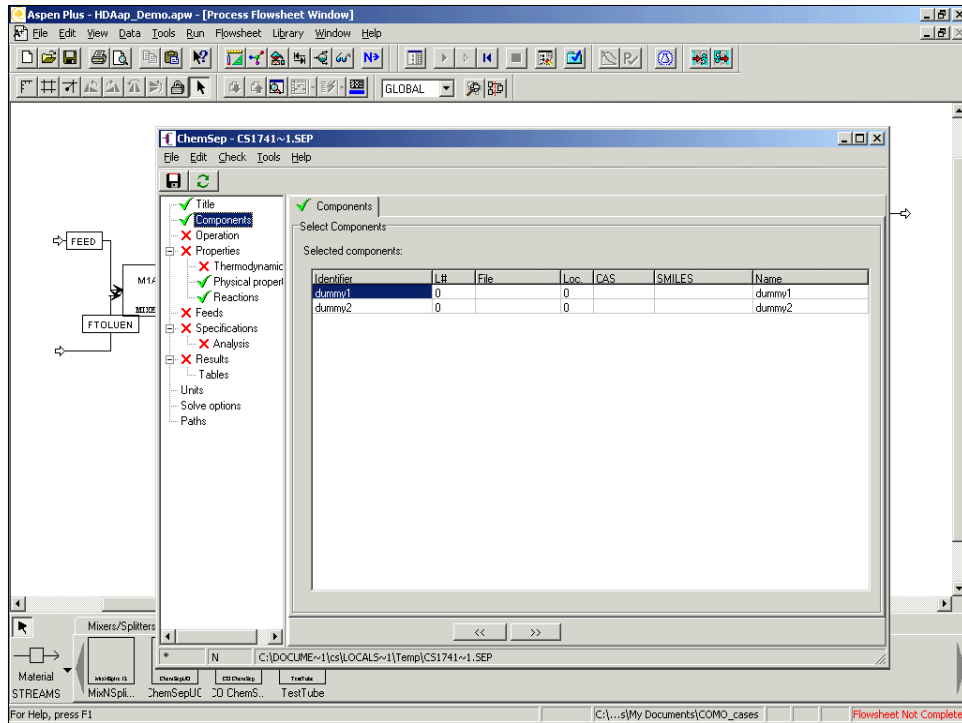 Aspen Plus - HDAap_Demo.apw - [Process Flowsheet Window]
File Edit View Data Tools Run Flowsheet Library Window Help
N>
GLOBAL
ChemSep - CS1741~1.SEP
File Edit Check Tools Help
Title
Components
Operation
Properties
Thermodynamic
Physical propert
Reactions
Feeds
Specifications
Analysis
Results
Tables
Units
Solve options
Paths
Components
Select Components
Selected components:
Identifier L# File Loc. CAS SMILES Name
dummy1 0 0 dummy1
dummy2 0 0 dummy2
<< >>
* N C:\DOCUME~1\cs\LOCALS~1\Temp\CS1741~1.SEP
FEED
M1A
MIXE
FTOLUEN
Mixers/Splitters
Material
STREAMS
ChemSepUO
CO ChemSep
TestTube
MixNSpli... ChemSepUC CO ChemS.. TestTube
For Help, press F1
C:\...s\My Documents\COMO_cases
Flowsheet Not Complete